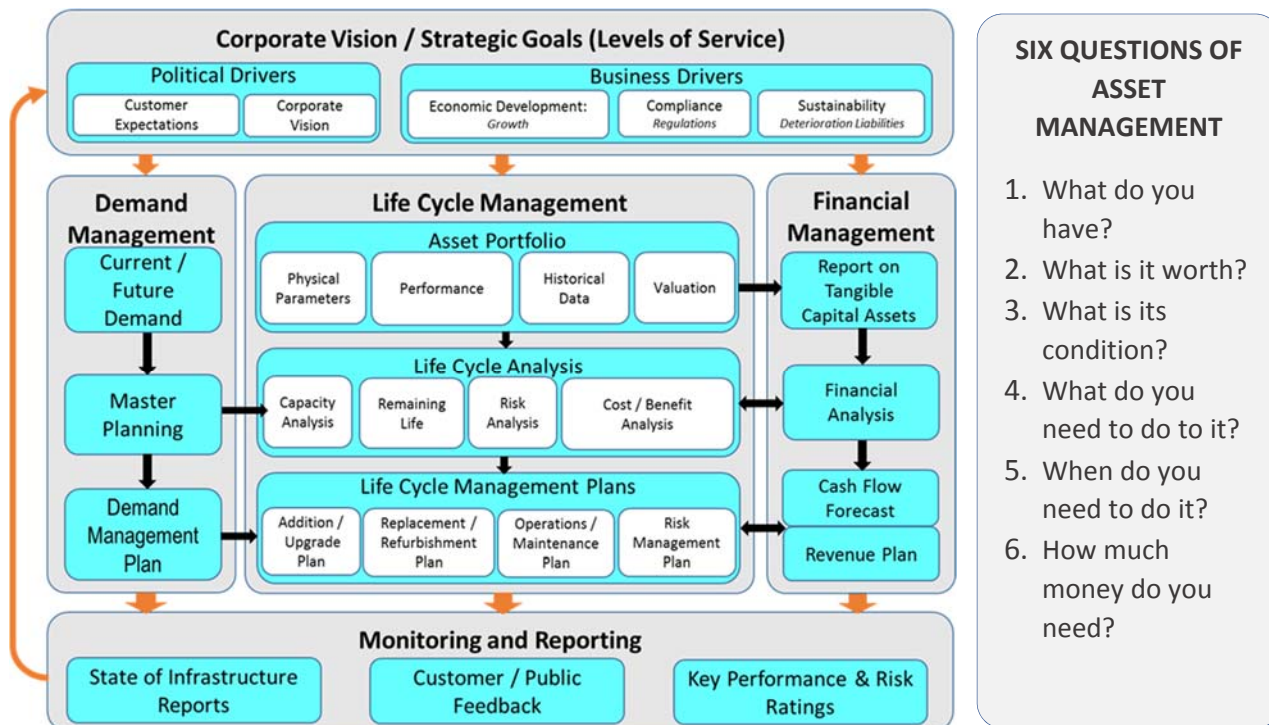 Corporate Vision / Strategic Goals (Levels of Service)
Political Drivers
Customer
Expectations
Corporate
Vision
Business Drivers
Economic Development:
Growth
Compliance
Regulations
Sustainability
Deterioration Liabilities
Demand
Management
Current /
Future
Demand
Master
Planning
Demand
Management
Plan
Life Cycle Management
Asset Portfolio
Physical
Parameters
Performance
Historical
Data
Valuation
Life Cycle Analysis
Capacity
Analysis
Remaining
Life
Risk
Analysis
Cost / Benefit
Analysis
Life Cycle Management Plans
Addition /
Upgrade
Plan
Replacement /
Refurbishment
Plan
Operations /
Maintenance
Plan
Risk
Management
Plan
Financial
Management
Report on
Tangible
Capital Assets
Financial
Analysis
Cash Flow
Forecast
Revenue Plan
Monitoring and Reporting
State of Infrastructure
Reports
Customer / Public
Feedback
Key Performance & Risk
Ratings
SIX QUESTIONS OF
ASSET
MANAGEMENT
1. What do you
have?
2. What is it worth?
3. What is its
condition?
4. What do you
need to do to it?
5. When do you
need to do it?
6. How much
money do you
need?